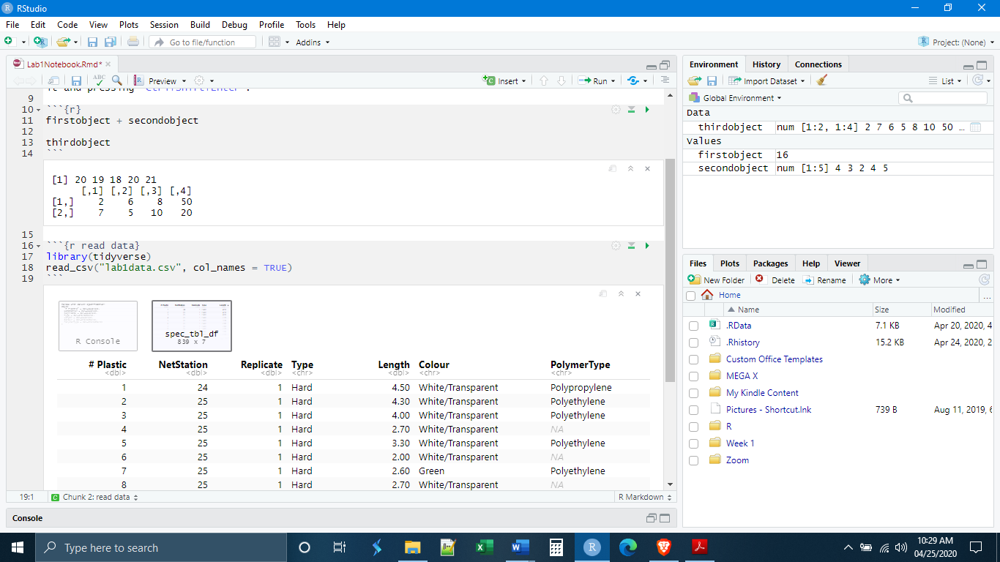 RStudio
File Edit Code View Plots Session Build Debug Profile Tools Help
Go to file/function Addins Project: (None)
Lab1Notebook.Rmd*
ABC Preview Insert Run
9
10 ```{r}
11 firstobject + secondobject
12
13 thirdobject
14 ```
[1] 20 19 18 20 21
[,1] [,2] [,3] [,4]
[1,] 2 6 8 50
[2,] 7 5 10 20
15
16 ```{r read data}
17 library(tidyverse)
18 read_csv("lab1data.csv", col_names = TRUE)
19 ```
R Console
spec_tbl_df
839 x 7
# Plastic NetStation Replicate Type Length Colour PolymerType
<dbl> <dbl> <dbl> <chr> <dbl> <chr> <chr>
1 24 1 Hard 4.50 White/Transparent Polypropylene
2 25 1 Hard 4.30 White/Transparent Polyethylene
3 25 1 Hard 4.00 White/Transparent Polyethylene
4 25 1 Hard 2.70 White/Transparent NA
5 25 1 Hard 3.30 White/Transparent Polyethylene
6 25 1 Hard 2.00 White/Transparent NA
7 25 1 Hard 2.60 Green Polyethylene
8 25 1 Hard 2.70 White/Transparent NA
19:1 Chunk 2: read data R Markdown
Console
Environment History Connections
Import Dataset List
Global Environment
Data
thirdobject num [1:2, 1:4] 2 7 6 5 8 10 50 ...
Values
firstobject 16
secondobject num [1:5] 4 3 2 4 5
Files Plots Packages Help Viewer
New Folder Delete Rename More
Home ...
Name Size Modified
.RData 7.1 KB Apr 20, 2020, 4
.Rhistory 15.2 KB Apr 24, 2020, 2
Custom Office Templates
MEGA X
My Kindle Content
Pictures - Shortcut.lnk 739 B Aug 11, 2019, 6
R
Week 1
Zoom
Type here to search
10:29 AM
04/25/2020